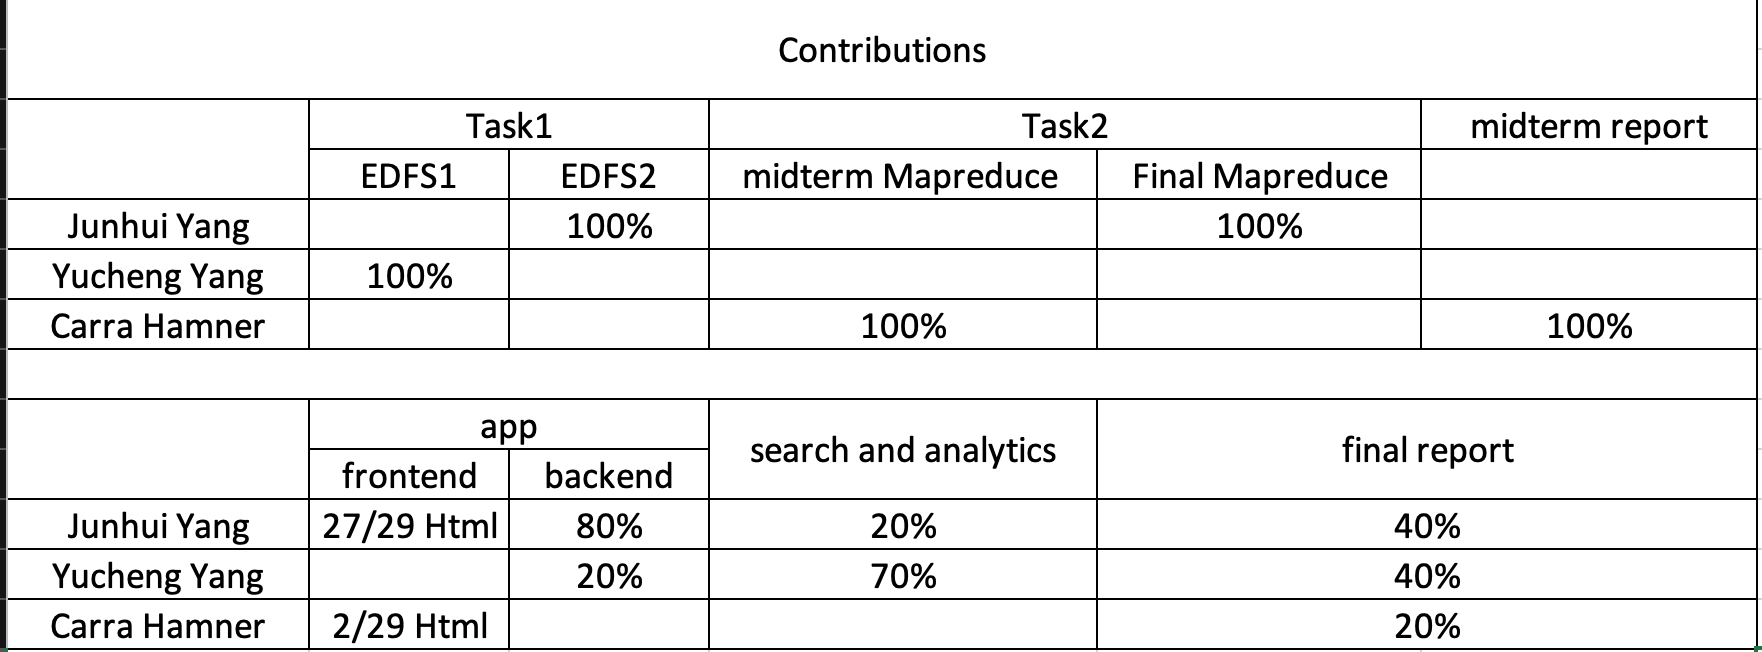 Contributions
Task1 Task2 midterm report
EDFS1 EDFS2 midterm Mapreduce Final Mapreduce
Junhui Yang 100% 100%
Yucheng Yang 100%
Carra Hamner 100% 100%
app search and analytics final report
frontend backend
Junhui Yang 27/29 Html 80% 20% 40%
Yucheng Yang 20% 70% 40%
Carra Hamner 2/29 Html 20%